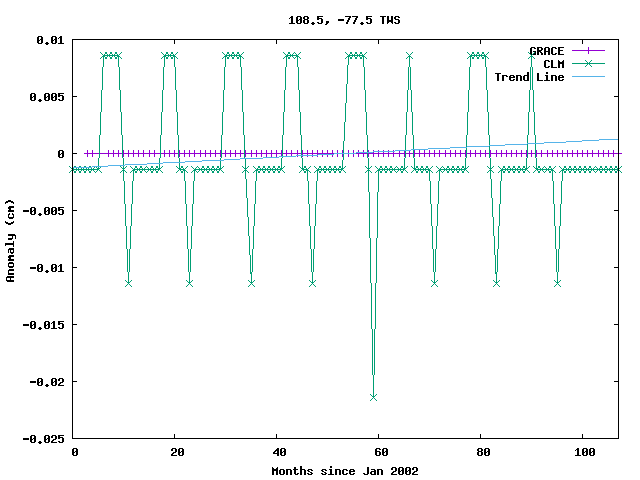 108.5, -77.5 TWS
0.01
GRACE
CLM
Trend Line
0.005
0
-0.005
Anomaly (cm)
-0.01
-0.015
-0.02
-0.025
0 20 40 60 80 100
Months since Jan 2002